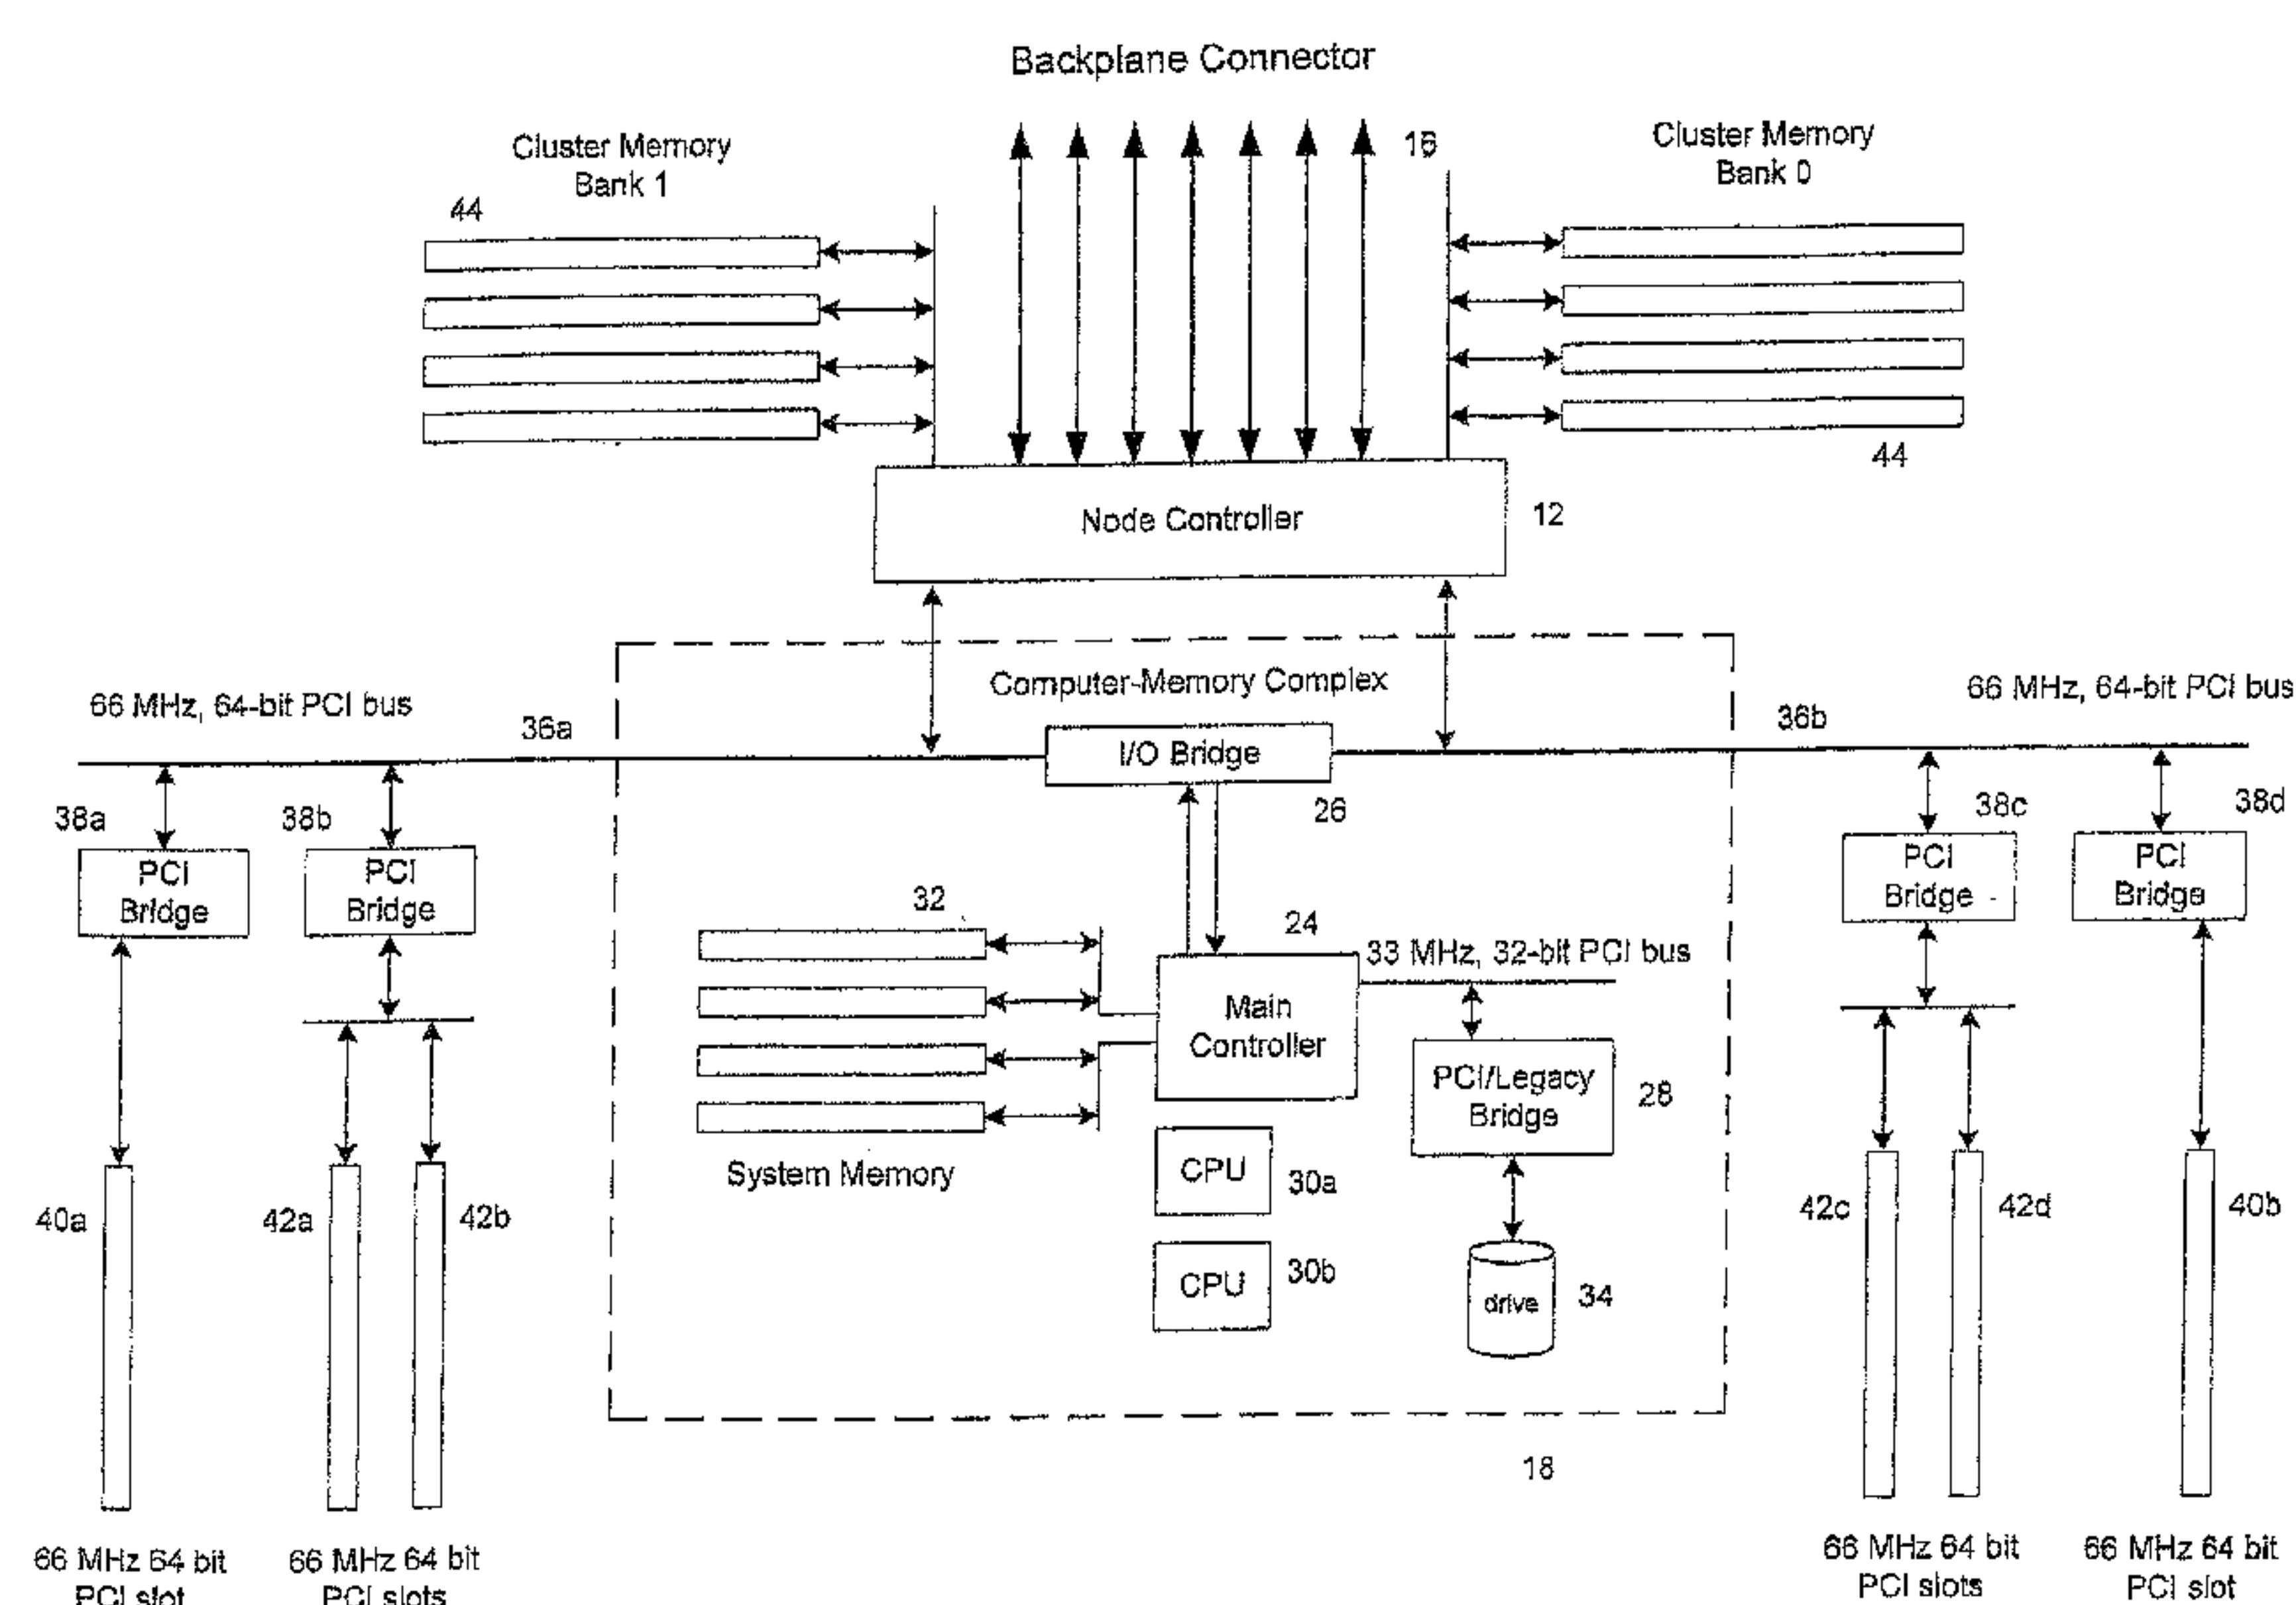 Backplane Connector
Cluster Memory
Bank 1
44
16
Cluster Memory
Bank 0
44
Node Controller
12
Computer-Memory Complex
66 MHz, 64-bit PCI bus
36a
I/O Bridge
26
36b
66 MHz, 64-bit PCI bus
38a
PCI
Bridge
38b
PCI
Bridge
38c
PCI
Bridge
38d
PCI
Bridge
32
24
33 MHz, 32-bit PCI bus
Main
Controller
PCI/Legacy
Bridge
28
System Memory
CPU
30a
CPU
30b
drive
34
40a
42a
42b
42c
42d
40b
18
66 MHz 64 bit
PCI slot
66 MHz 64 bit
PCI slots
66 MHz 64 bit
PCI slots
66 MHz 64 bit
PCI slot